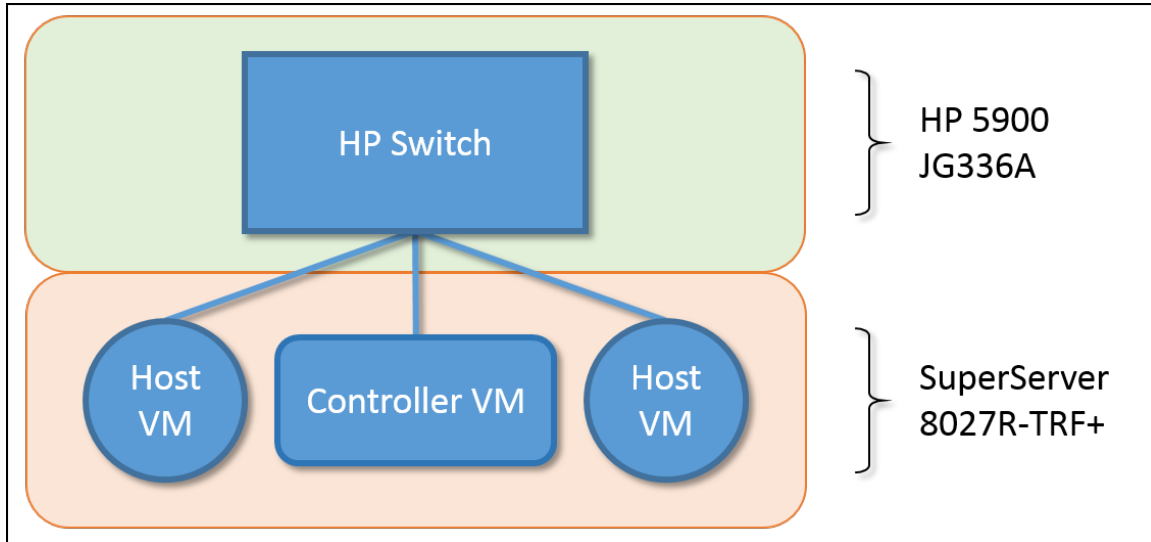 HP Switch
HP 5900
JG336A
Host
VM
Controller VM
Host
VM
SuperServer
8027R-TRF+